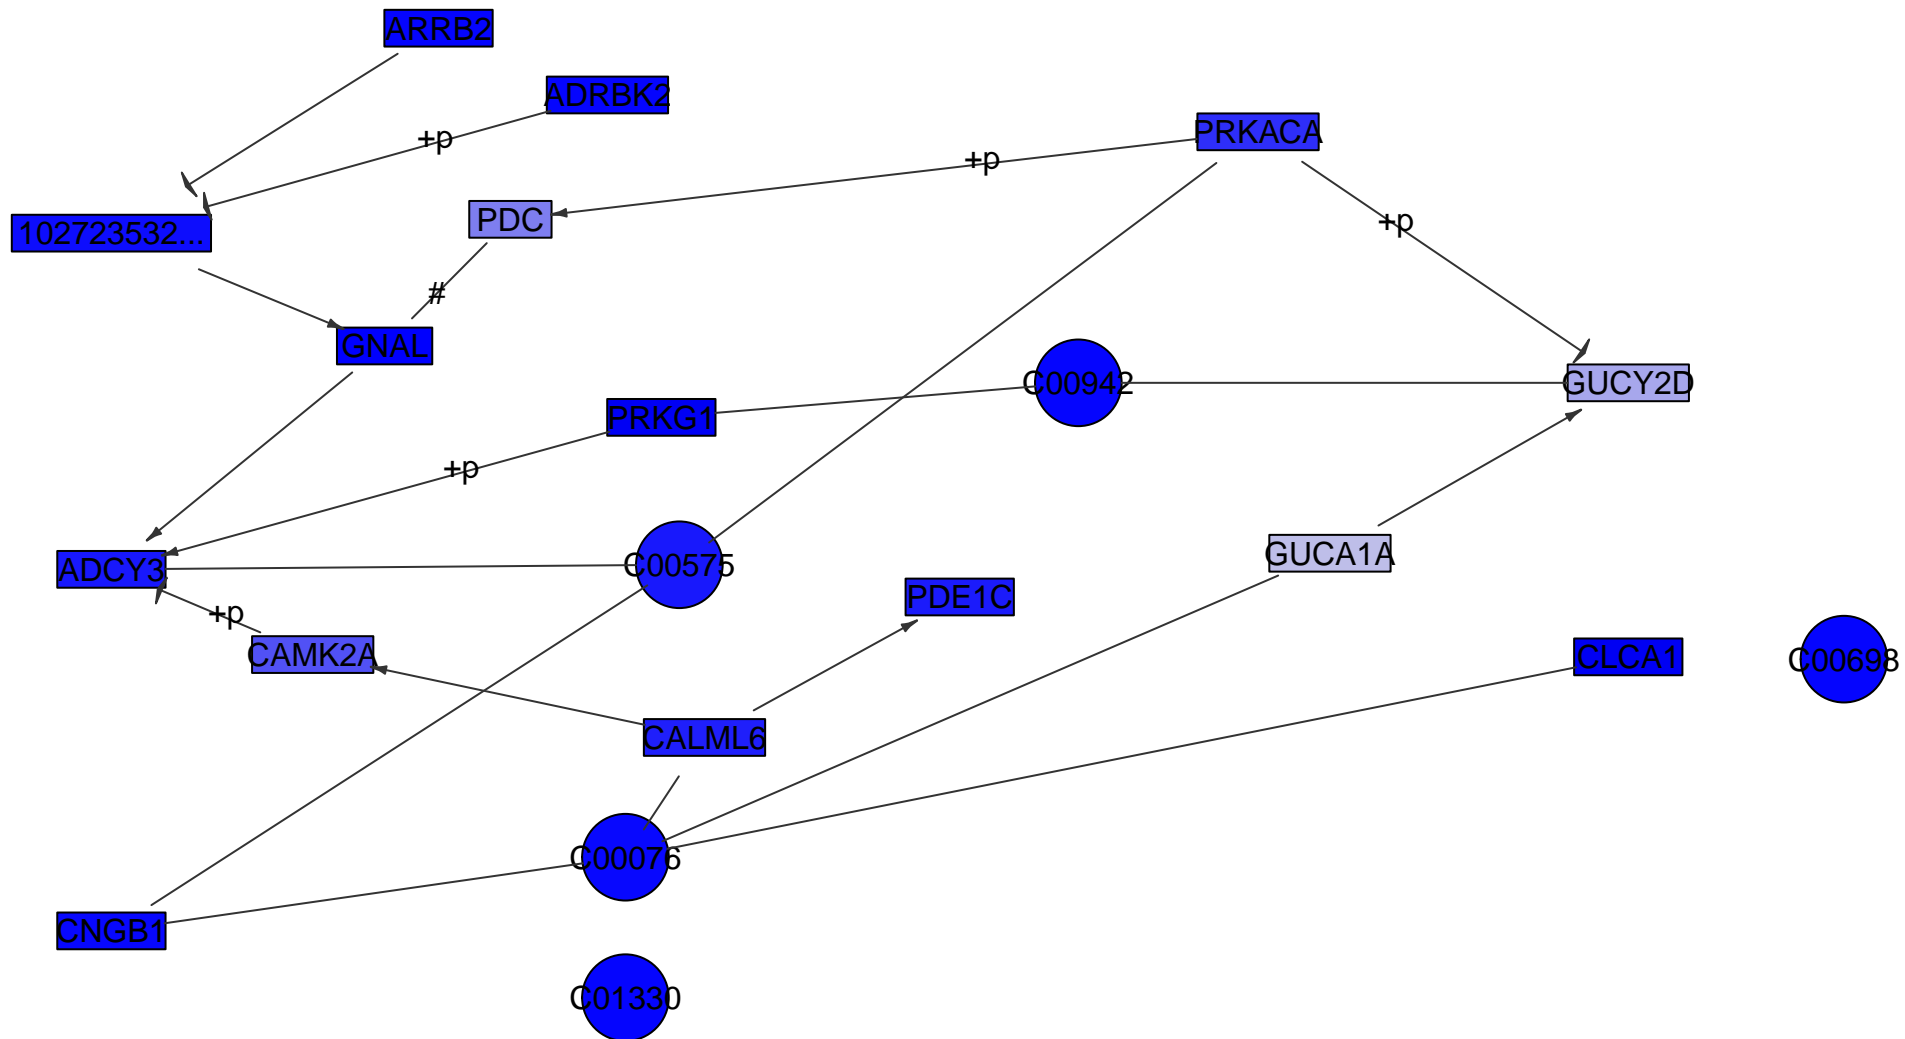 ARRB2
ADRBK2
+p
PRKACA
+p
PDC
+p
102723532...
#
GNAL
C00942
GUCY2D
PRKG1
+p
ADCY3
C00575
GUCA1A
PDE1C
+p
CAMK2A
CLCA1
C00698
CALML6
C00076
CNGB1
C01330